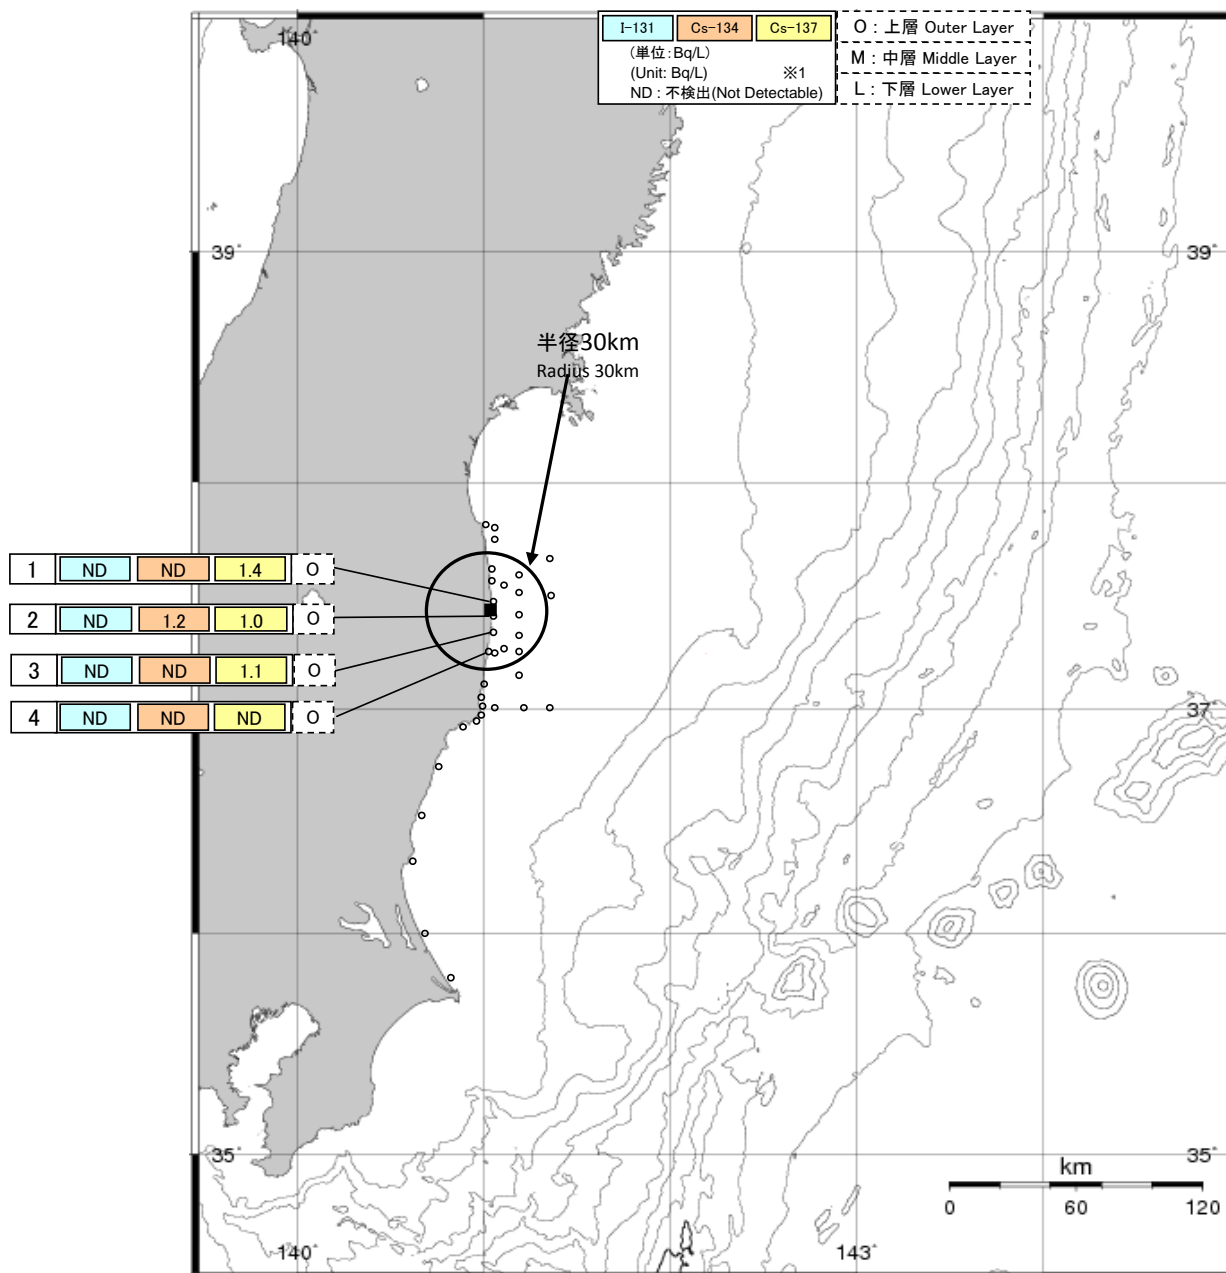 140°
I-131 Cs-134 Cs-137
(単位:Bq/L)
(Unit: Bq/L) ※1
ND : 不検出(Not Detectable)
O : 上層 Outer Layer
M : 中層 Middle Layer
L : 下層 Lower Layer
39° 39°
半径30km
Radius 30km
1 ND ND 1.4 O
2 ND 1.2 1.0 O
3 ND ND 1.1 O
4 ND ND ND O
37°
35° 35°
km
0 60 120
140° 143°